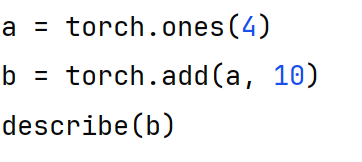 a = torch.ones(4)
b = torch.add(a, 10)
describe(b)